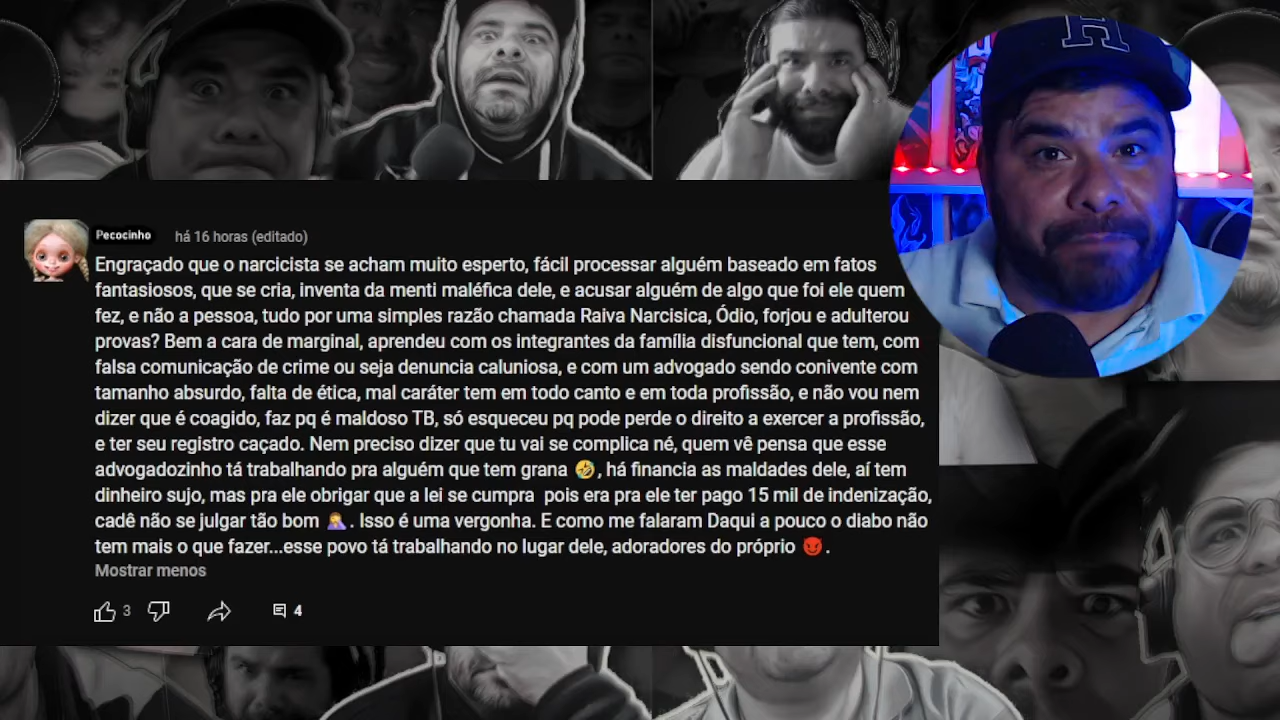 H
Pecocinho há 16 horas (editado)
Engraçado que o narcicista se acham muito esperto, fácil processar alguém baseado em fatos
fantasiosos, que se cria, inventa da menti maléfica dele, e acusar alguém de algo que foi ele quem
fez, e não a pessoa, tudo por uma simples razão chamada Raiva Narcisica, Ódio, forjou e adulterou
provas? Bem a cara de marginal, aprendeu com os integrantes da família disfuncional que tem, com
falsa comunicação de crime ou seja denuncia caluniosa, e com um advogado sendo conivente com
tamanho absurdo, falta de ética, mal caráter tem em todo canto e em toda profissão, e não vou nem
dizer que é coagido, faz pq é maldoso TB, só esqueceu pq pode perde o direito a exercer a profissão,
e ter seu registro caçado. Nem preciso dizer que tu vai se complica né, quem vê pensa que esse
advogadozinho tá trabalhando pra alguém que tem grana 🤣, há financia as maldades dele, aí tem
dinheiro sujo, mas pra ele obrigar que a lei se cumpra pois era pra ele ter pago 15 mil de indenização,
cadê não se julgar tão bom 🤦. Isso é uma vergonha. E como me falaram Daqui a pouco o diabo não
tem mais o que fazer...esse povo tá trabalhando no lugar dele, adoradores do próprio 😈.
Mostrar menos
3 4